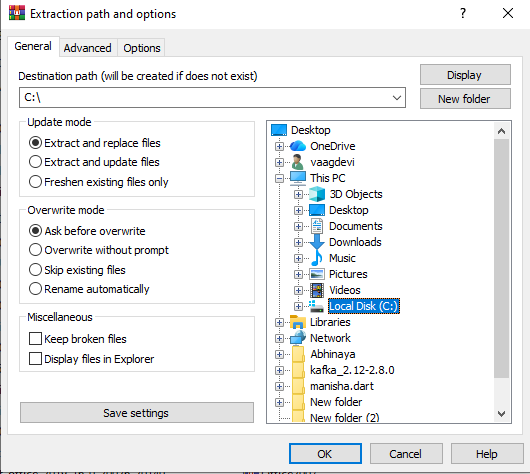 Extraction path and options
General
Advanced
Options
Destination path (will be created if does not exist)
Display
C:\
New folder
Update mode
Extract and replace files
Extract and update files
Freshen existing files only
Overwrite mode
Ask before overwrite
Overwrite without prompt
Skip existing files
Rename automatically
Miscellaneous
Keep broken files
Display files in Explorer
Save settings
Desktop
OneDrive
vaagdevi
This PC
3D Objects
Desktop
Documents
Downloads
Music
Pictures
Videos
Local Disk (C:)
Libraries
Network
Abhinaya
kafka_2.12-2.8.0
manisha.dart
New folder
New folder (2)
OK
Cancel
Help